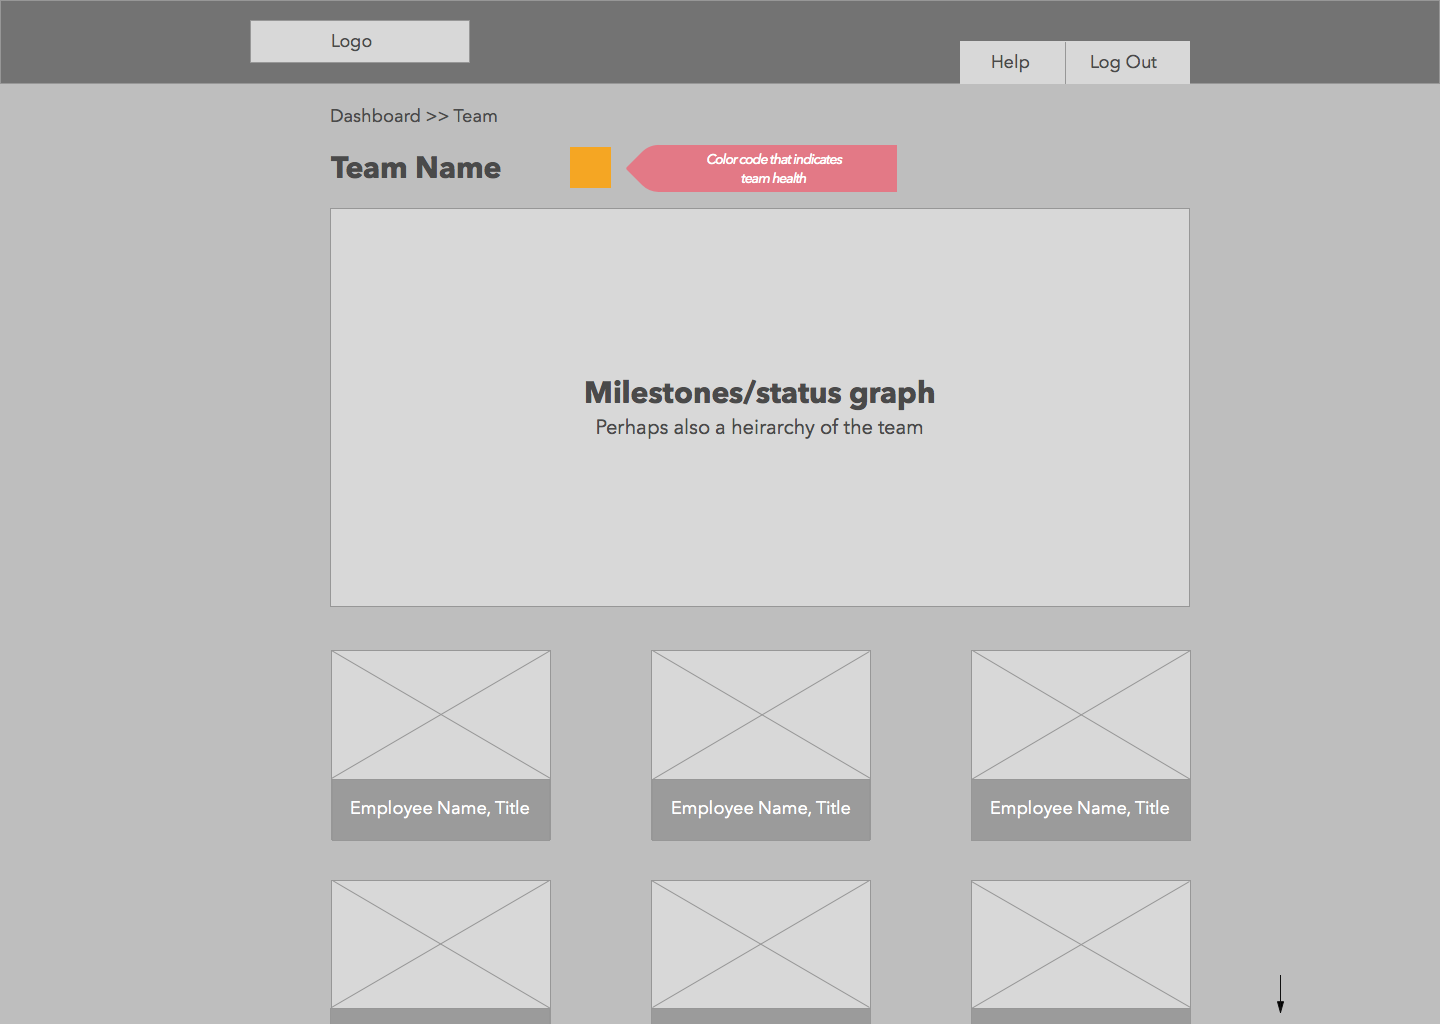 Logo
Help
Log Out
Dashboard >> Team
Team Name
Color code that indicates
team health
Milestones/status graph
Perhaps also a heirarchy of the team
Employee Name, Title
Employee Name, Title
Employee Name, Title